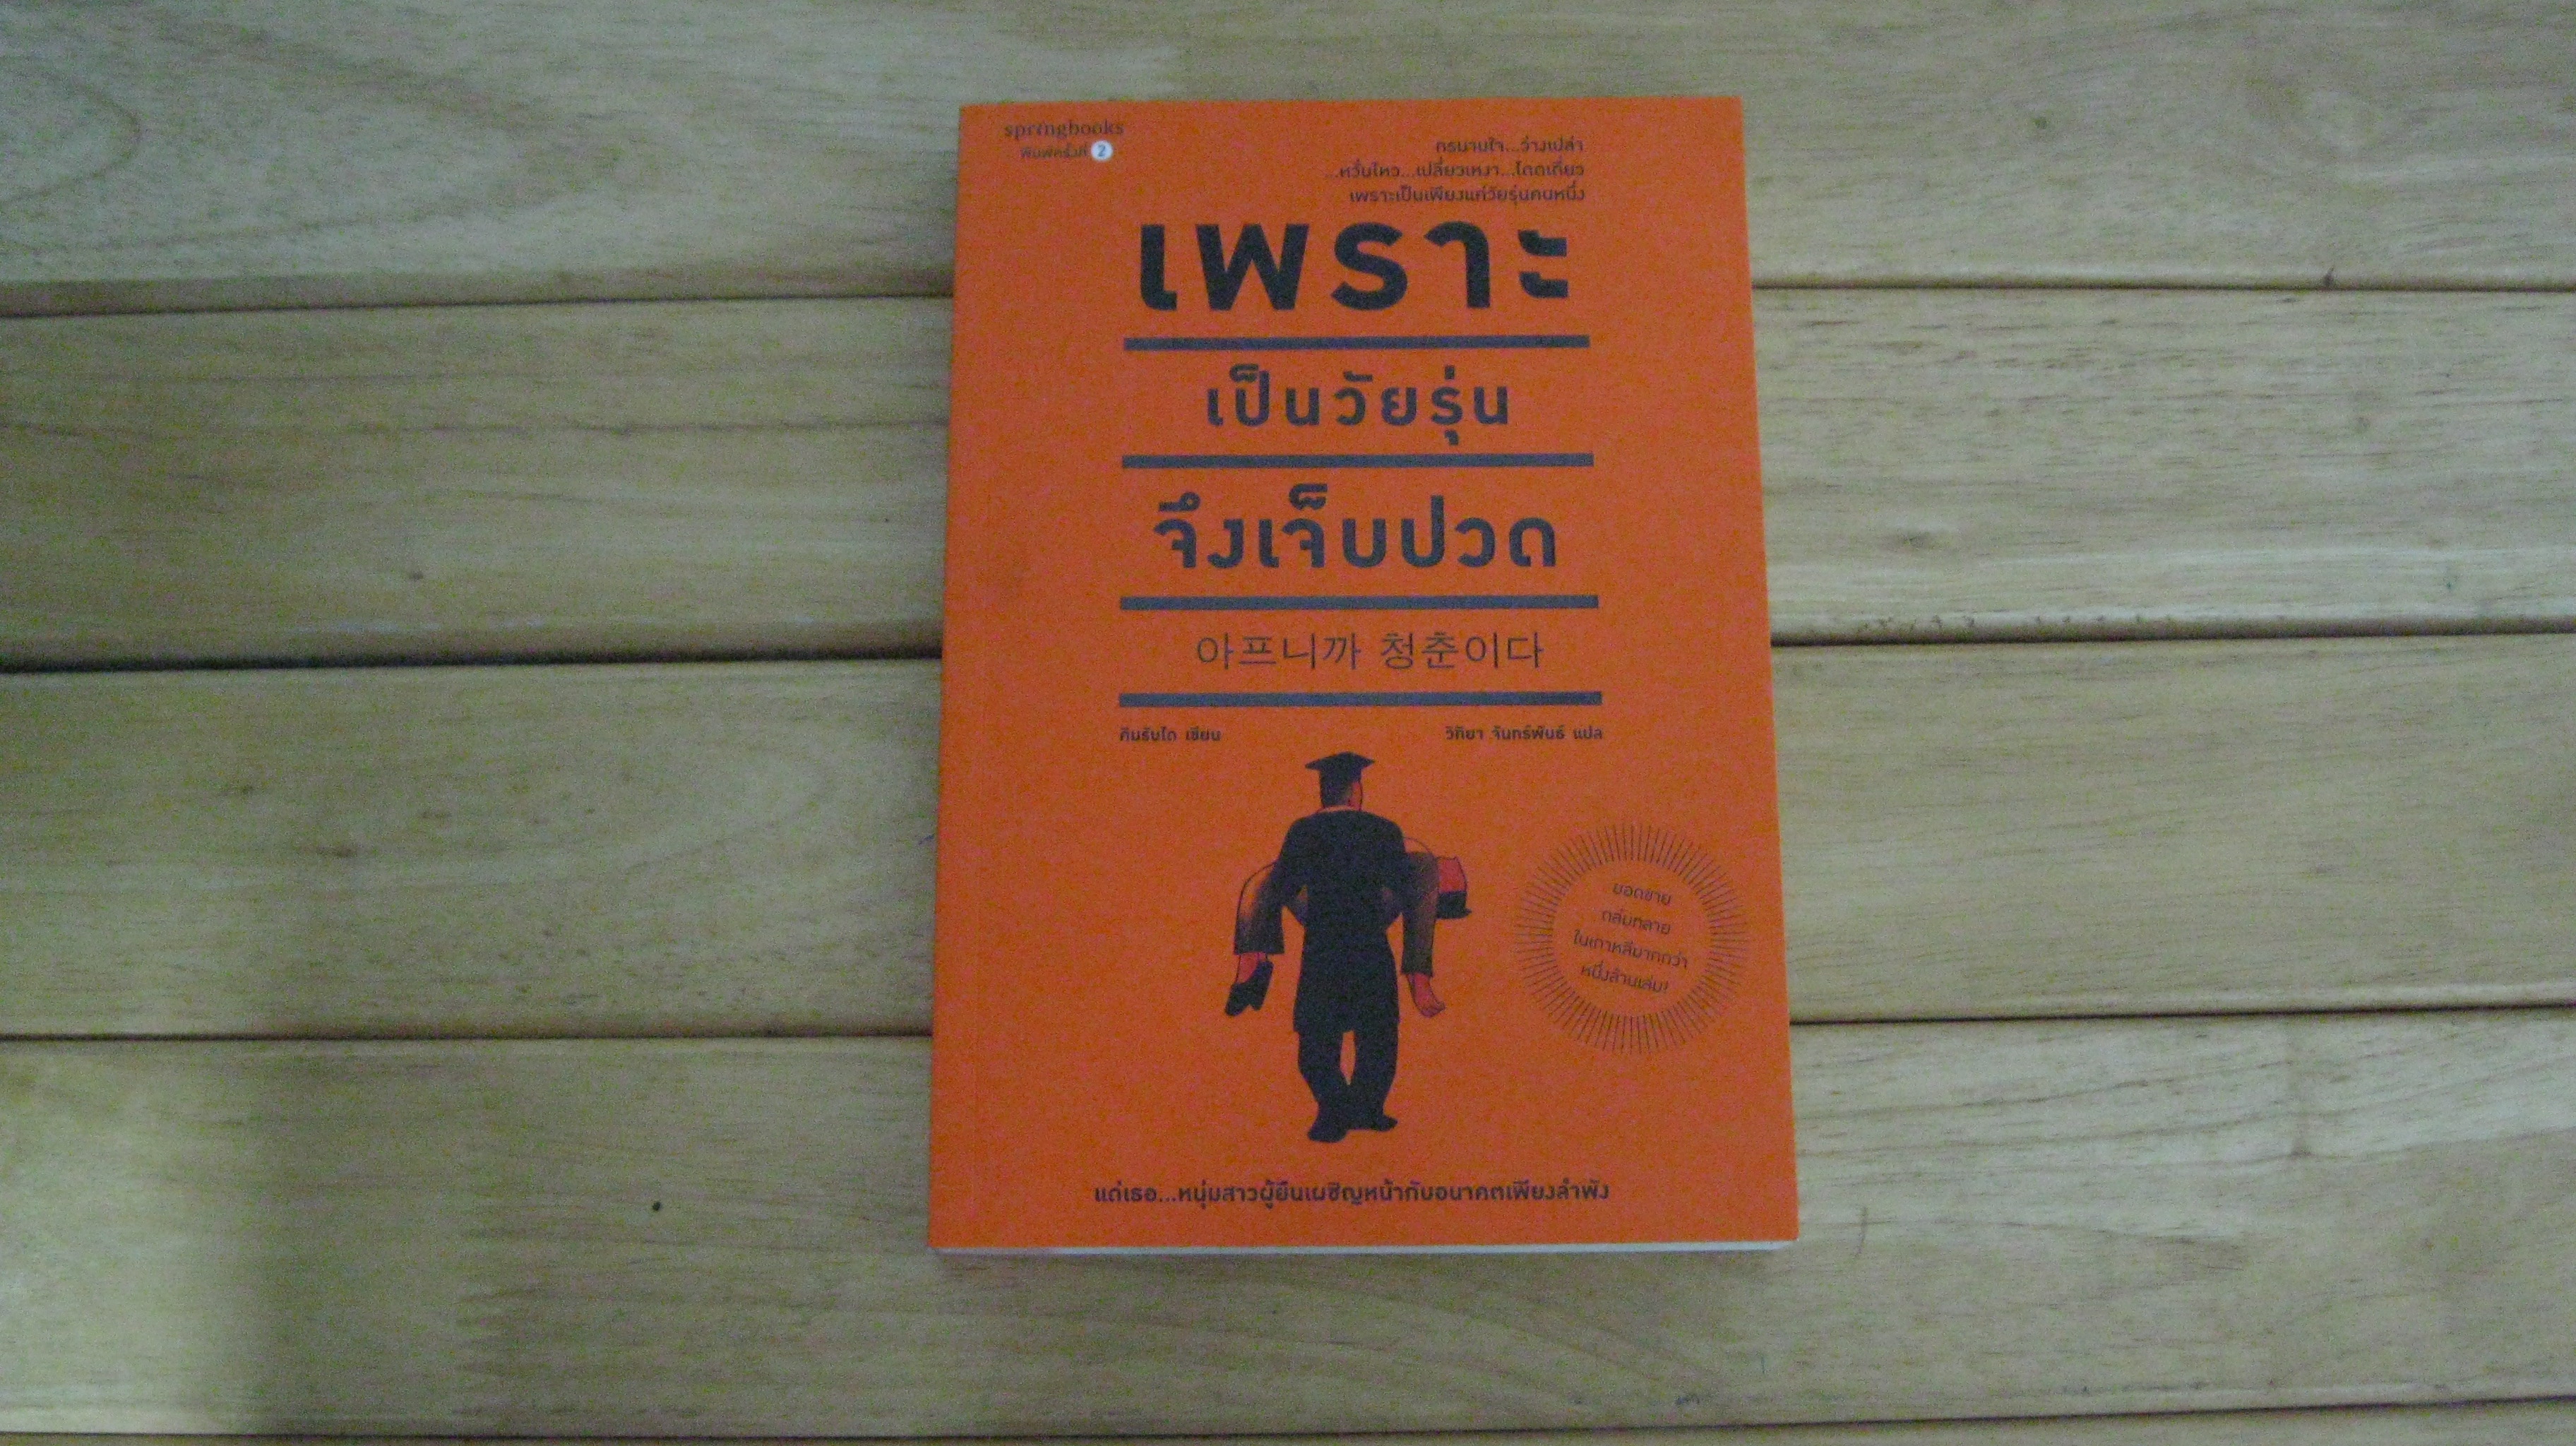 springbooks
พิมพ์ครั้งที่ 2
ทรมานใจ...ว่างเปล่า
...หวั่นไหว...เปลี่ยวเหงา...โดดเดี่ยว
เพราะเป็นเพียงแค่วัยรุ่นคนหนึ่ง
เพราะ
เป็นวัยรุ่น
จึงเจ็บปวด
아프니까 청춘이다
คิมรันโด เขียน
วิทิยา จันทร์พันธ์ แปล
ยอดขาย
ถล่มทลาย
ในเกาหลีมากกว่า
หนึ่งล้านเล่ม!
แด่เธอ...หนุ่มสาวผู้ยืนเผชิญหน้ากับอนาคตเพียงลำพัง